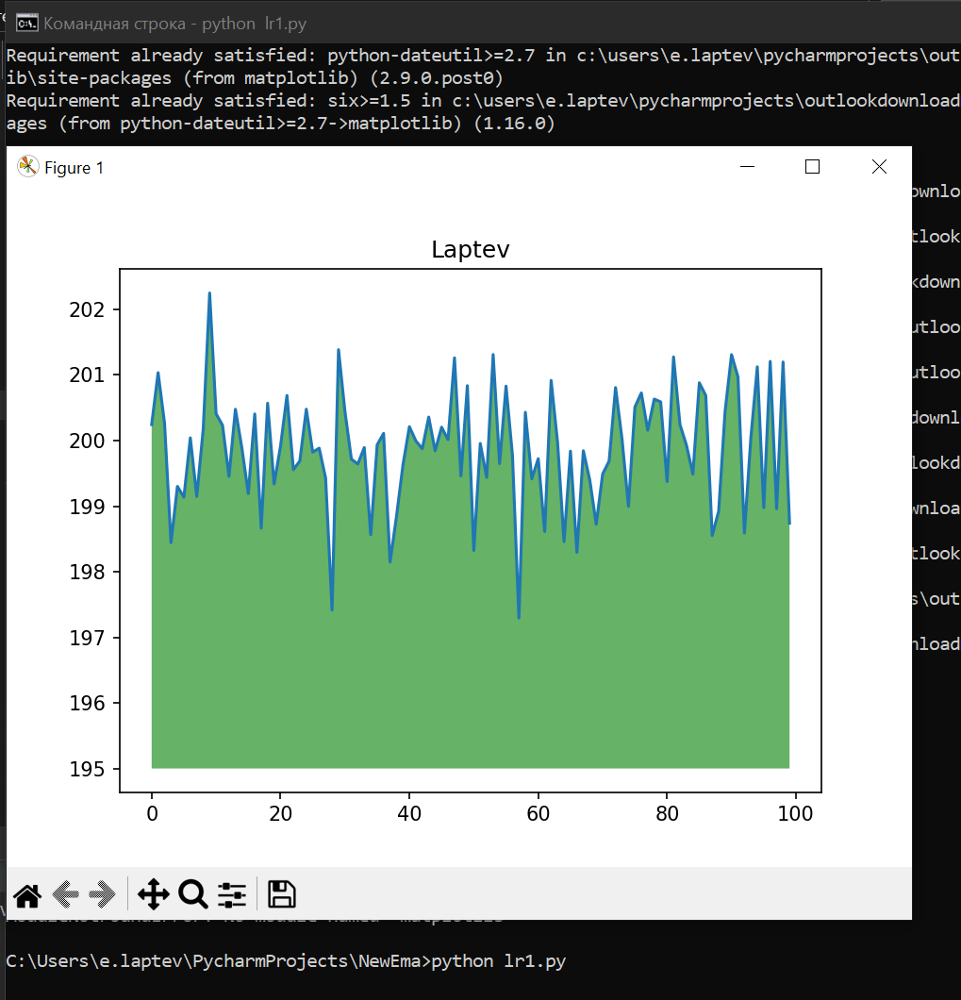 Командная строка - python lr1.py
Requirement already satisfied: python-dateutil>=2.7 in c:\users\e.laptev\pycharmprojects\out
ib\site-packages (from matplotlib) (2.9.0.post0)
Requirement already satisfied: six>=1.5 in c:\users\e.laptev\pycharmprojects\outlookdownload
ages (from python-dateutil>=2.7->matplotlib) (1.16.0)
Figure 1
ownlo
tlook
kdown
utloo
utloo
downl
lookd
wnloa
tlook
s\out
nload
Laptev
202
201
200
199
198
197
196
195
0 20 40 60 80 100
C:\Users\e.laptev\PycharmProjects\NewEma>python lr1.py